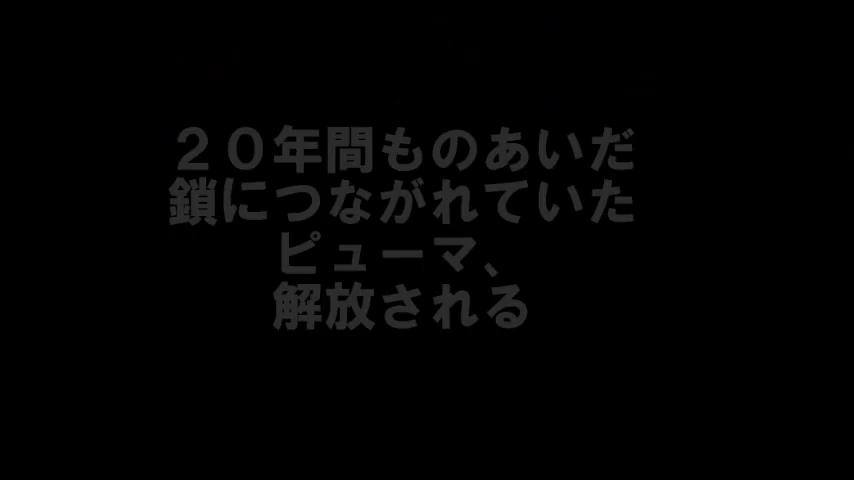 ２０年間ものあいだ
鎖につながれていた
ピューマ、
解放される